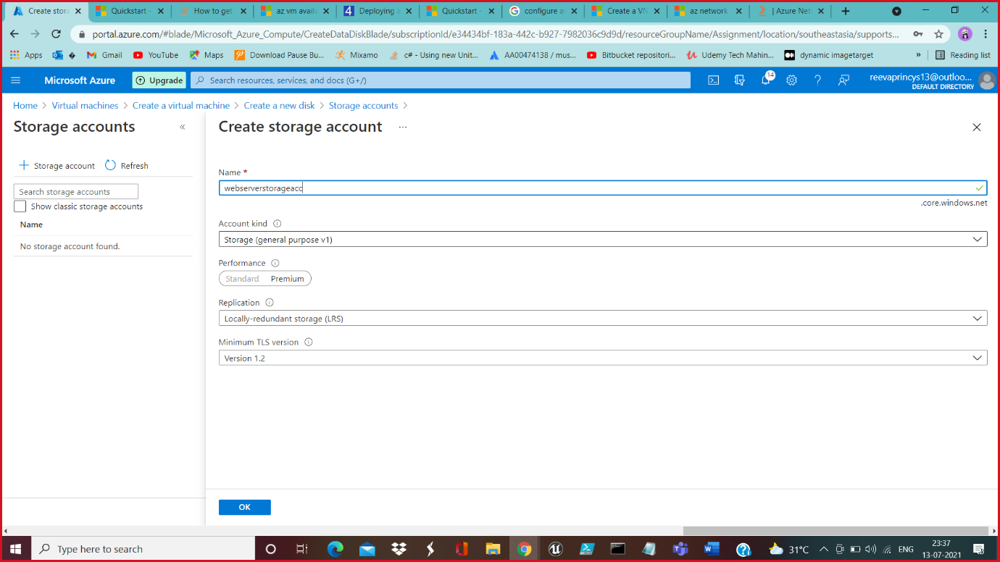 Create stora
Quickstart -
How to get
az vm availa
Deploying a
Quickstart -
configure av
Create a VN
az network
| Azure Net
portal.azure.com/#blade/Microsoft_Azure_Compute/CreateDataDiskBlade/subscriptionId/e34434bf-183a-442c-b927-7982036c9d9d/resourceGroupName/Assignment/location/southeastasia/supports...
Apps
Gmail
YouTube
Maps
Download Pause Bu...
Mixamo
c# - Using new Unit...
AA00474138 / mus...
Bitbucket repositori...
Udemy Tech Mahin...
dynamic imagetarget
»
Reading list
Microsoft Azure
Upgrade
Search resources, services, and docs (G+/)
14
reevaprincys13@outloo...
DEFAULT DIRECTORY
Home > Virtual machines > Create a virtual machine > Create a new disk > Storage accounts >
Storage accounts
«
+ Storage account
Refresh
Search storage accounts
Show classic storage accounts
Name
No storage account found.
Create storage account
...
Name *
webserverstorageacc
.core.windows.net
Account kind
Storage (general purpose v1)
Performance
Standard Premium
Replication
Locally-redundant storage (LRS)
Minimum TLS version
Version 1.2
OK
Type here to search
31°C
ENG
23:37
13-07-2021